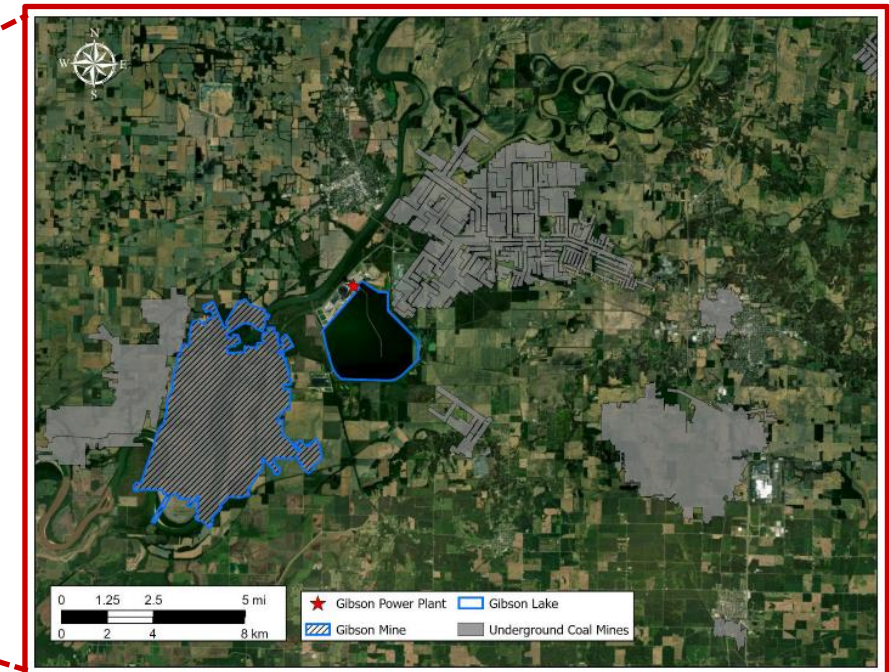 N
W E
S
0 1.25 2.5 5 mi
0 2 4 8 km
Gibson Power Plant Gibson Lake
Gibson Mine Underground Coal Mines